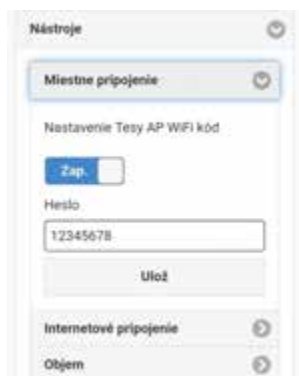 Nástroje
Miestne pripojenie
Nastavenie Tesy AP WiFi kód
Zap.
Heslo
12345678
Ulož
Internetové pripojenie
Objem